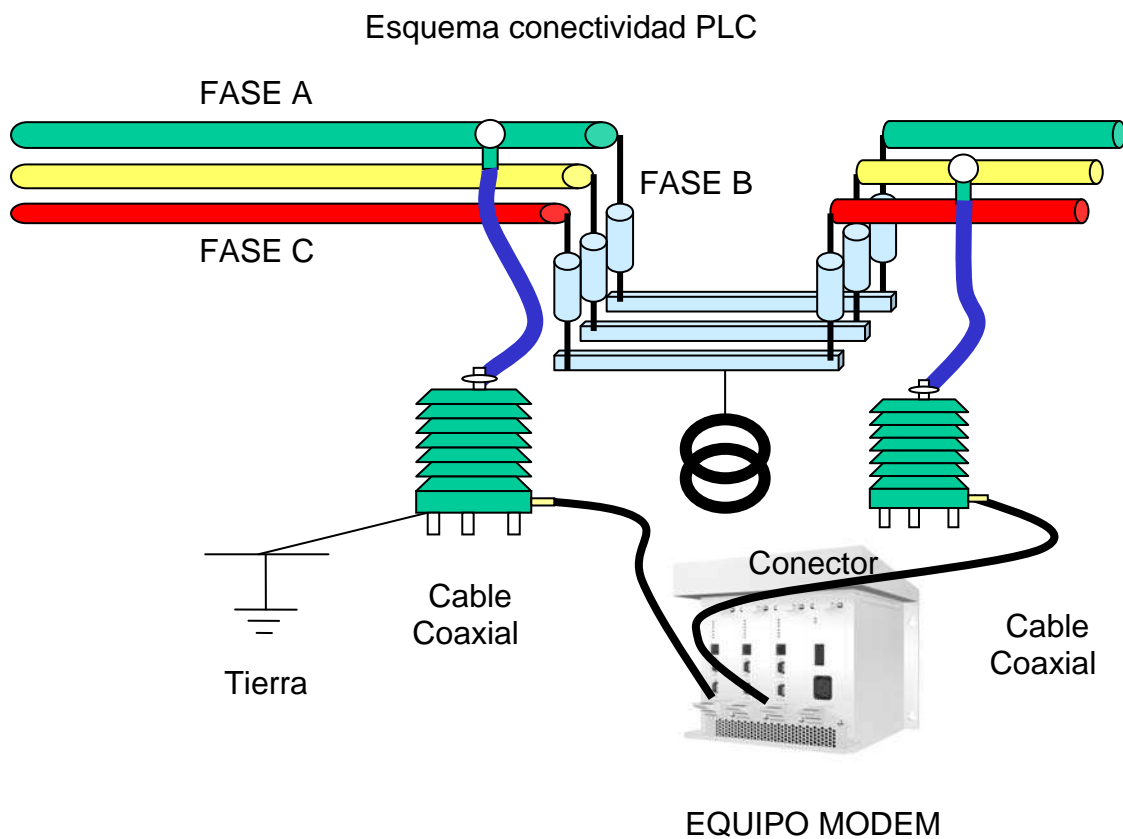 Esquema conectividad PLC
FASE A
FASE B
FASE C
Conector
Cable
Coaxial
Cable
Coaxial
Tierra
EQUIPO MODEM